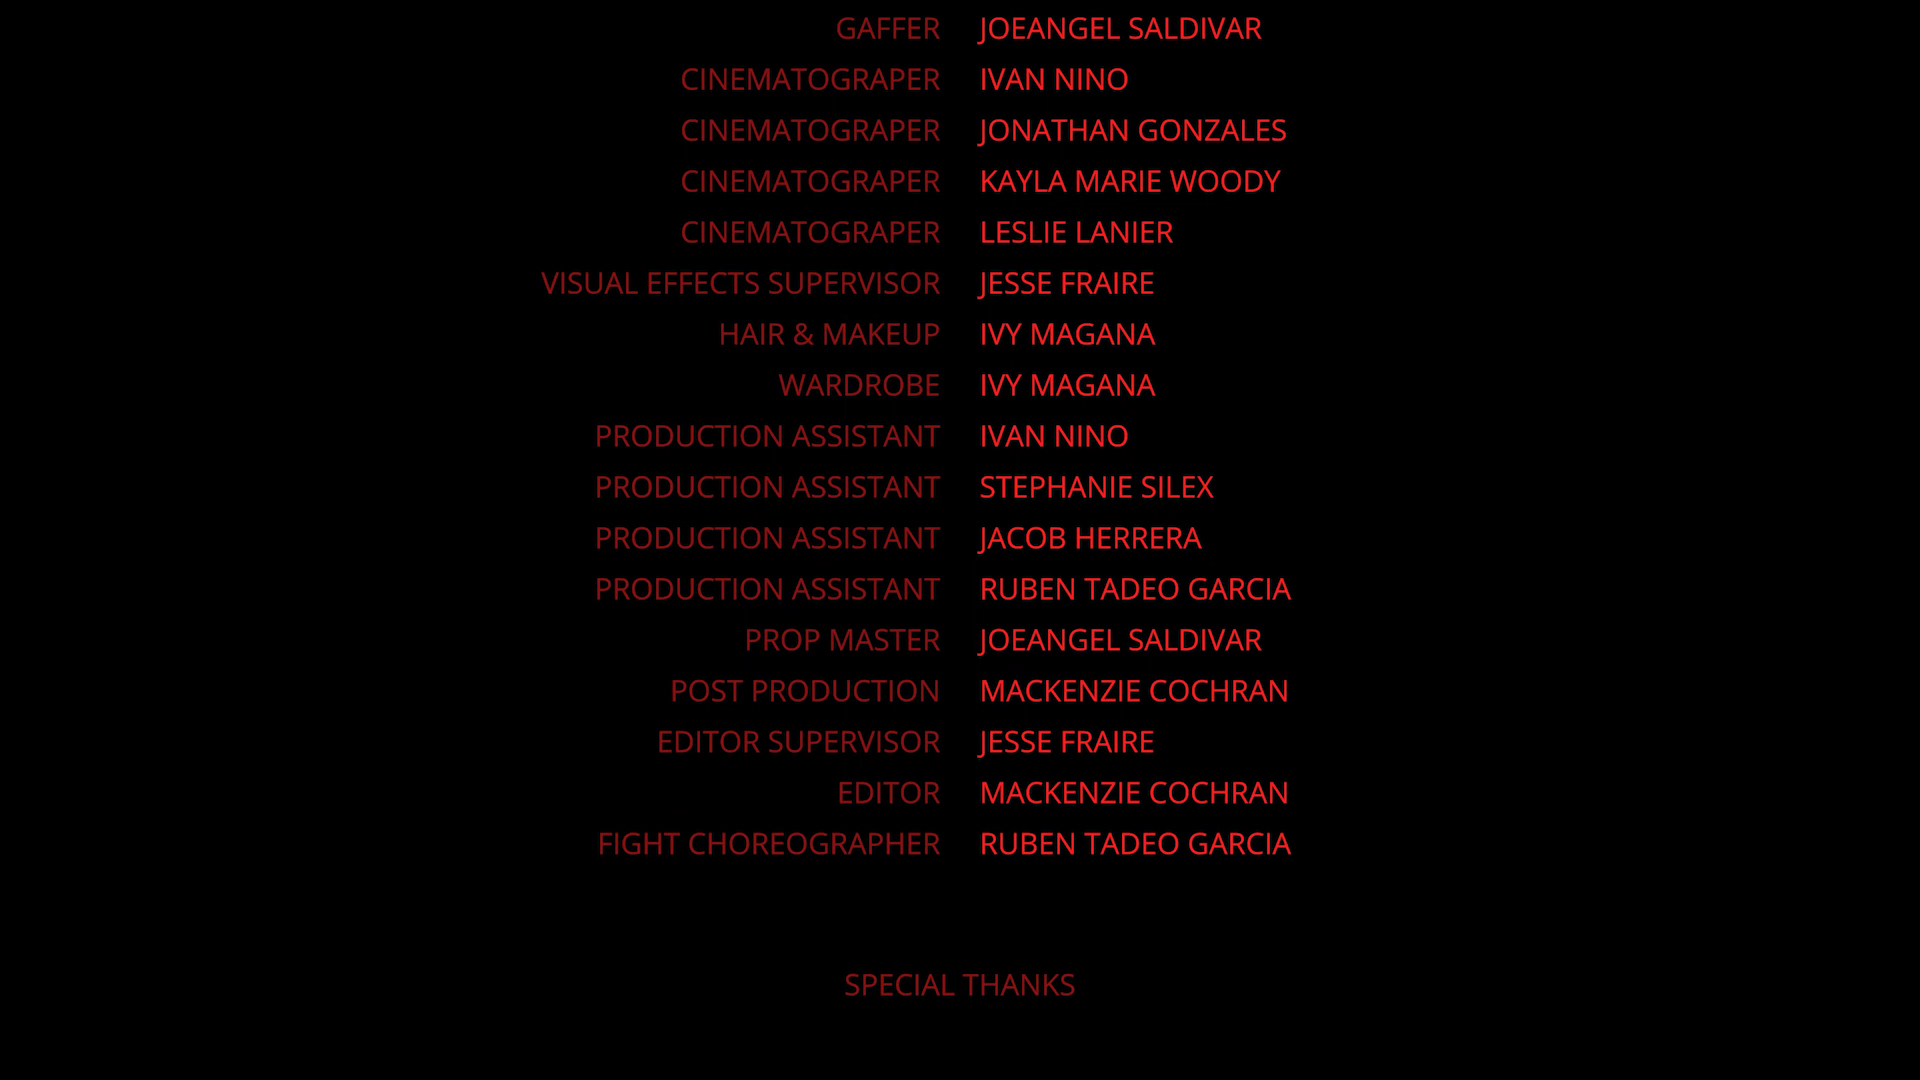 GAFFER JOEANGEL SALDIVAR
CINEMATOGRAPER IVAN NINO
CINEMATOGRAPER JONATHAN GONZALES
CINEMATOGRAPER KAYLA MARIE WOODY
CINEMATOGRAPER LESLIE LANIER
VISUAL EFFECTS SUPERVISOR JESSE FRAIRE
HAIR & MAKEUP IVY MAGANA
WARDROBE IVY MAGANA
PRODUCTION ASSISTANT IVAN NINO
PRODUCTION ASSISTANT STEPHANIE SILEX
PRODUCTION ASSISTANT JACOB HERRERA
PRODUCTION ASSISTANT RUBEN TADEO GARCIA
PROP MASTER JOEANGEL SALDIVAR
POST PRODUCTION MACKENZIE COCHRAN
EDITOR SUPERVISOR JESSE FRAIRE
EDITOR MACKENZIE COCHRAN
FIGHT CHOREOGRAPHER RUBEN TADEO GARCIA
SPECIAL THANKS